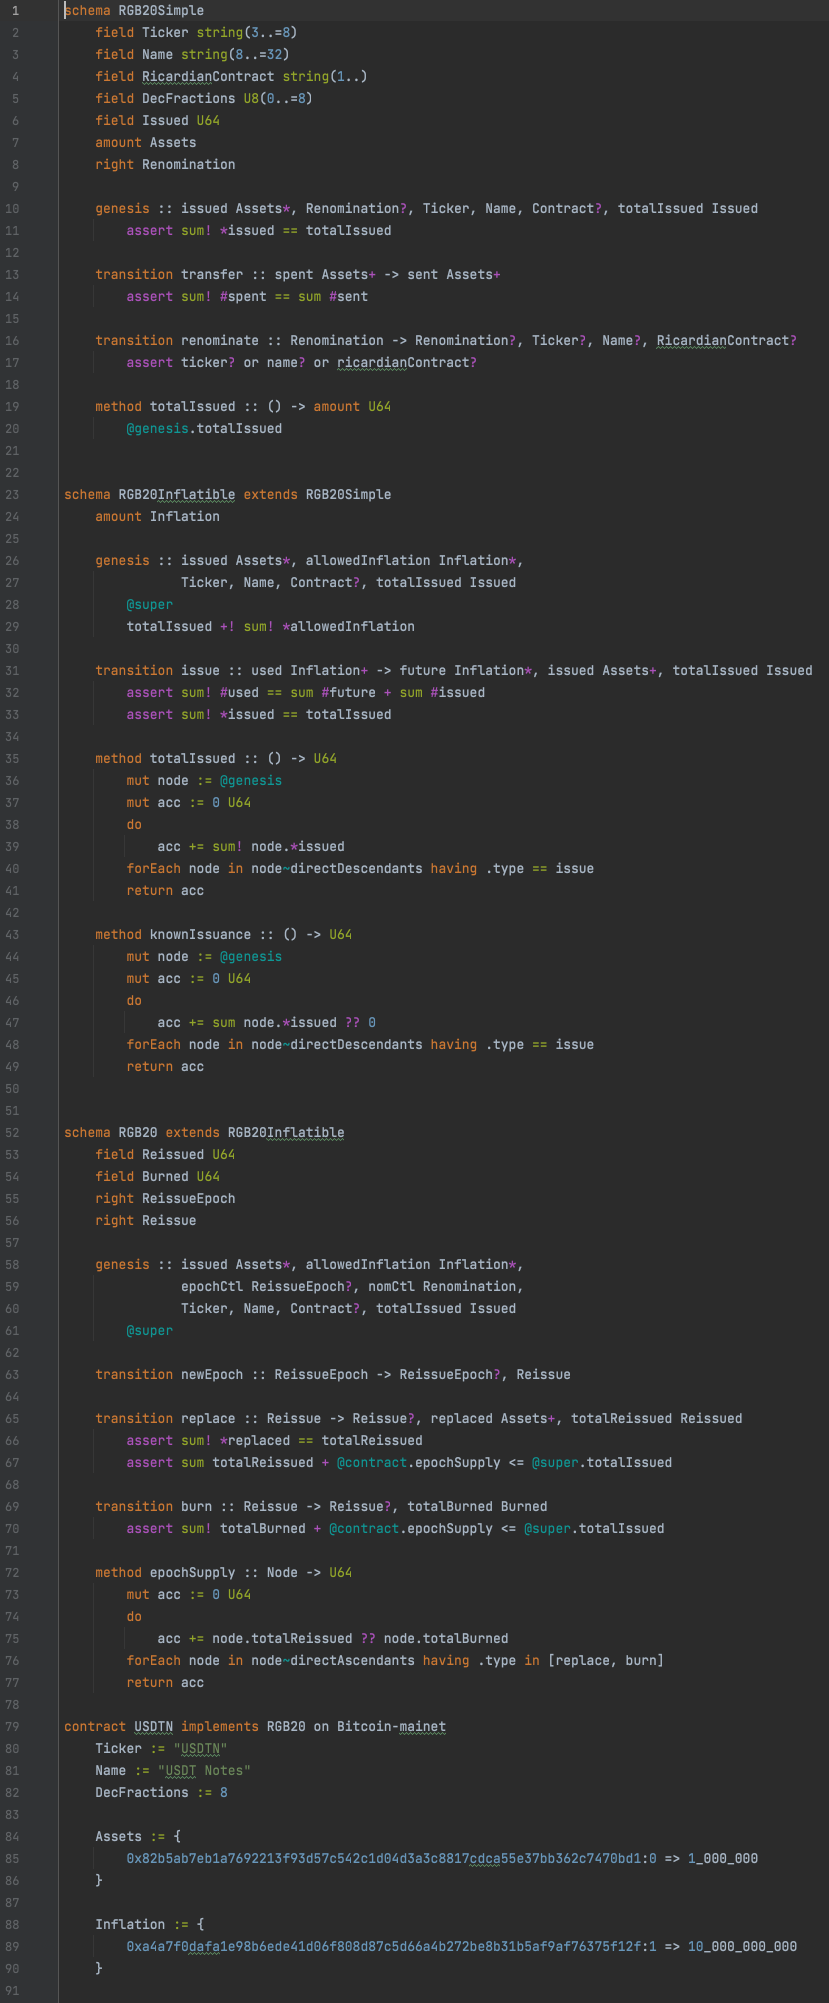 1 schema RGB20Simple
2     field Ticker string(3..=8)
3     field Name string(8..=32)
4     field RicardianContract string(1..)
5     field DecFractions U8(0..=8)
6     field Issued U64
7     amount Assets
8     right Renomination
9
10     genesis :: issued Assets*, Renomination?, Ticker, Name, Contract?, totalIssued Issued
11         assert sum! *issued == totalIssued
12
13     transition transfer :: spent Assets+ -> sent Assets+
14         assert sum! #spent == sum #sent
15
16     transition renominate :: Renomination -> Renomination?, Ticker?, Name?, RicardianContract?
17         assert ticker? or name? or ricardianContract?
18
19     method totalIssued :: () -> amount U64
20         @genesis.totalIssued
21
22
23 schema RGB20Inflatible extends RGB20Simple
24     amount Inflation
25
26     genesis :: issued Assets*, allowedInflation Inflation*,
27                Ticker, Name, Contract?, totalIssued Issued
28         @super
29         totalIssued +! sum! *allowedInflation
30
31     transition issue :: used Inflation+ -> future Inflation*, issued Assets+, totalIssued Issued
32         assert sum! #used == sum #future + sum #issued
33         assert sum! *issued == totalIssued
34
35     method totalIssued :: () -> U64
36         mut node := @genesis
37         mut acc := 0 U64
38         do
39             acc += sum! node.*issued
40         forEach node in node~directDescendants having .type == issue
41         return acc
42
43     method knownIssuance :: () -> U64
44         mut node := @genesis
45         mut acc := 0 U64
46         do
47             acc += sum node.*issued ?? 0
48         forEach node in node~directDescendants having .type == issue
49         return acc
50
51
52 schema RGB20 extends RGB20Inflatible
53     field Reissued U64
54     field Burned U64
55     right ReissueEpoch
56     right Reissue
57
58     genesis :: issued Assets*, allowedInflation Inflation*,
59                epochCtl ReissueEpoch?, nomCtl Renomination,
60                Ticker, Name, Contract?, totalIssued Issued
61         @super
62
63     transition newEpoch :: ReissueEpoch -> ReissueEpoch?, Reissue
64
65     transition replace :: Reissue -> Reissue?, replaced Assets+, totalReissued Reissued
66         assert sum! *replaced == totalReissued
67         assert sum totalReissued + @contract.epochSupply <= @super.totalIssued
68
69     transition burn :: Reissue -> Reissue?, totalBurned Burned
70         assert sum! totalBurned + @contract.epochSupply <= @super.totalIssued
71
72     method epochSupply :: Node -> U64
73         mut acc := 0 U64
74         do
75             acc += node.totalReissued ?? node.totalBurned
76         forEach node in node~directAscendants having .type in [replace, burn]
77         return acc
78
79 contract USDTN implements RGB20 on Bitcoin-mainet
80     Ticker := "USDTN"
81     Name := "USDT Notes"
82     DecFractions := 8
83
84     Assets := {
85         0x82b5ab7eb1a7692213f93d57c542c1d04d3a3c8817cdca55e37bb362c7470bd1:0 => 1_000_000
86     }
87
88     Inflation := {
89         0xa4a7f0dafa1e98b6ede41d06f808d87c5d66a4b272be8b31b5af9af76375f12f:1 => 10_000_000_000
90     }
91